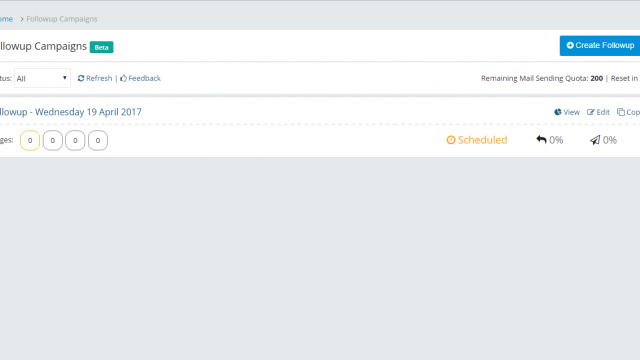 ome > Followup Campaigns
llowup Campaigns Beta
Create Followup
tus: All Refresh | Feedback
Remaining Mail Sending Quota: 200 | Reset in
llowup - Wednesday 19 April 2017
View Edit Cop
ges: 0 0 0 0
Scheduled 0% 0%